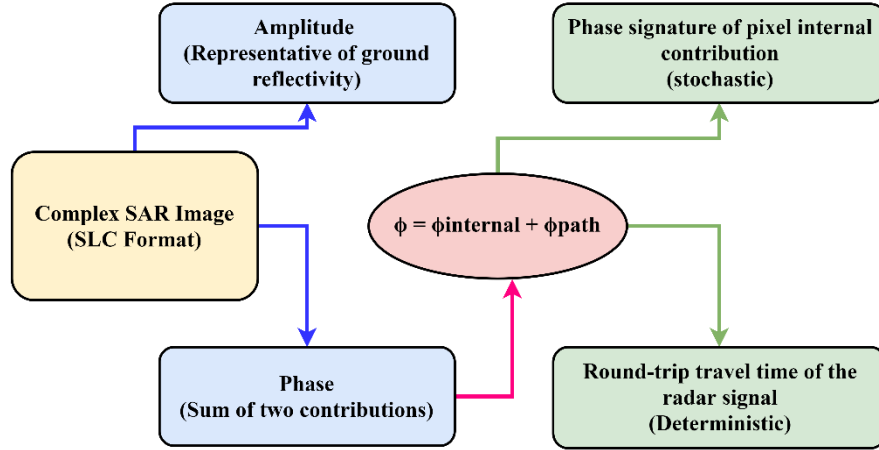 Amplitude
(Representative of ground
reflectivity)
Phase signature of pixel internal
contribution
(stochastic)
Complex SAR Image
(SLC Format)
ϕ = ϕinternal + ϕpath
Phase
(Sum of two contributions)
Round-trip travel time of the
radar signal
(Deterministic)